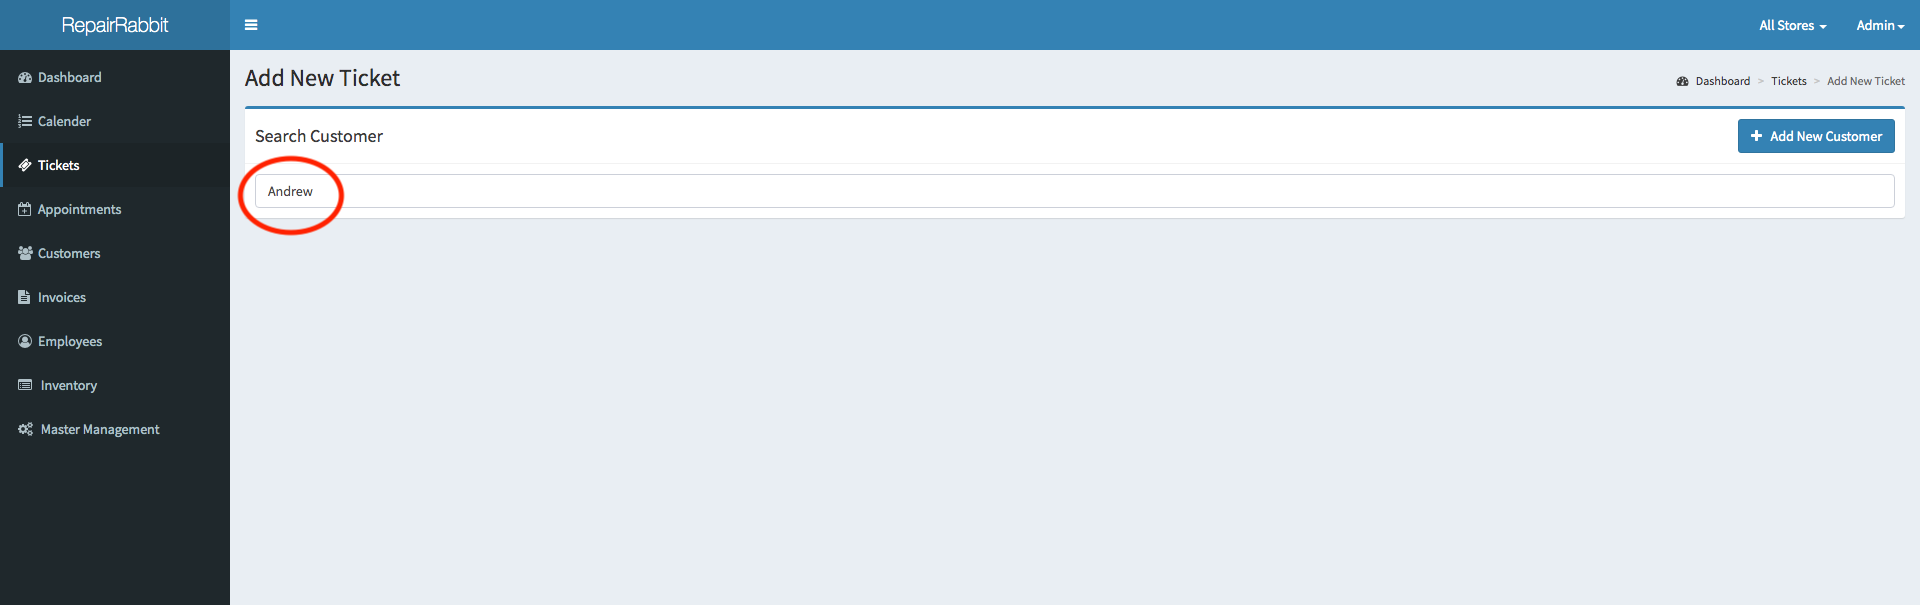 RepairRabbit
All Stores
Admin
Dashboard
Calender
Tickets
Appointments
Customers
Invoices
Employees
Inventory
Master Management
Add New Ticket
Dashboard > Tickets > Add New Ticket
Search Customer
+ Add New Customer
Andrew